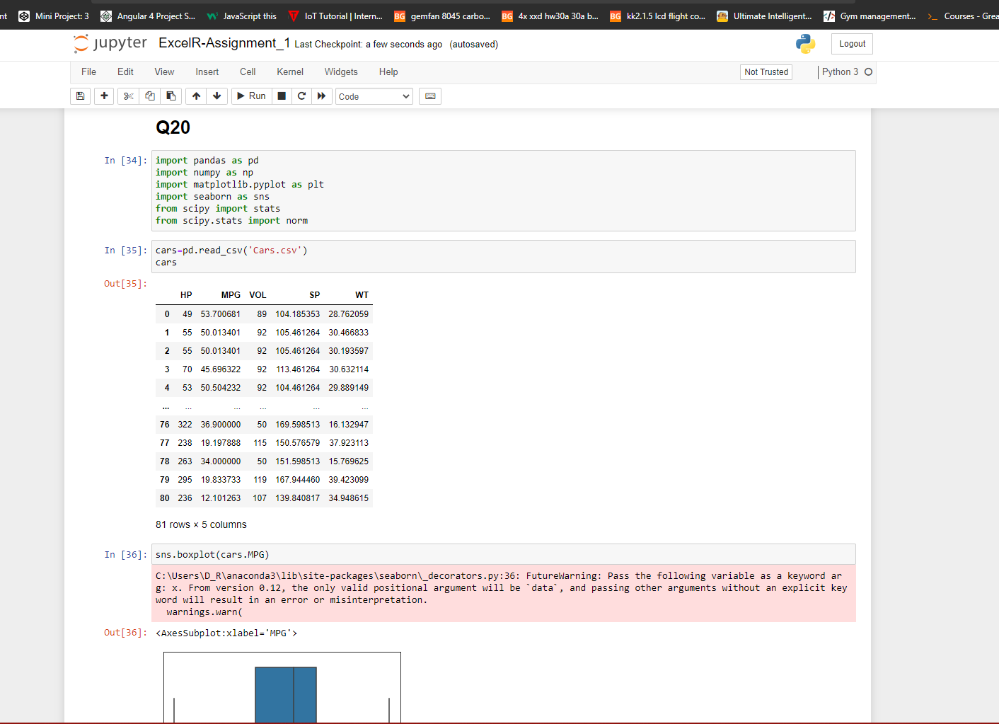 nt Mini Project: 3 Angular 4 Project S... JavaScript this IoT Tutorial | Intern... BG gemfan 8045 carbo... BG 4x xxd hw30a 30a b... BG kk2.1.5 lcd flight co... Ultimate Intelligent... </> Gym management... >_ Courses - Grea
jupyter ExcelR-Assignment_1 Last Checkpoint: a few seconds ago (autosaved) Logout
File Edit View Insert Cell Kernel Widgets Help Not Trusted Python 3
Run Code
Q20
In [34]: import pandas as pd
import numpy as np
import matplotlib.pyplot as plt
import seaborn as sns
from scipy import stats
from scipy.stats import norm
In [35]: cars=pd.read_csv('Cars.csv')
cars
Out[35]:
HP MPG VOL SP WT
0 49 53.700681 89 104.185353 28.762059
1 55 50.013401 92 105.461264 30.466833
2 55 50.013401 92 105.461264 30.193597
3 70 45.696322 92 113.461264 30.632114
4 53 50.504232 92 104.461264 29.889149
... ... ... ... ... ...
76 322 36.900000 50 169.598513 16.132947
77 238 19.197888 115 150.576579 37.923113
78 263 34.000000 50 151.598513 15.769625
79 295 19.833733 119 167.944460 39.423099
80 236 12.101263 107 139.840817 34.948615
81 rows × 5 columns
In [36]: sns.boxplot(cars.MPG)
C:\Users\D_R\anaconda3\lib\site-packages\seaborn\_decorators.py:36: FutureWarning: Pass the following variable as a keyword ar
g: x. From version 0.12, the only valid positional argument will be `data`, and passing other arguments without an explicit key
word will result in an error or misinterpretation.
warnings.warn(
Out[36]: <AxesSubplot:xlabel='MPG'>